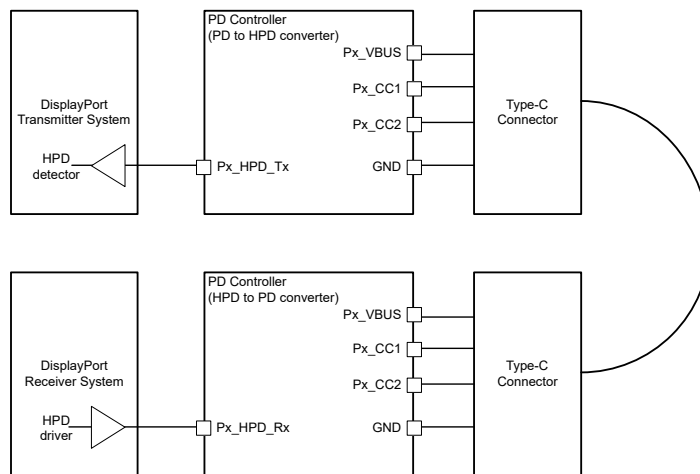 PD Controller
(PD to HPD converter)
Px_VBUS
Px_CC1
Px_CC2
GND
Px_HPD_Tx
DisplayPort
Transmitter System
HPD
detector
Type-C
Connector
PD Controller
(HPD to PD converter)
Px_VBUS
Px_CC1
Px_CC2
GND
Px_HPD_Rx
DisplayPort
Receiver System
HPD
driver
Type-C
Connector